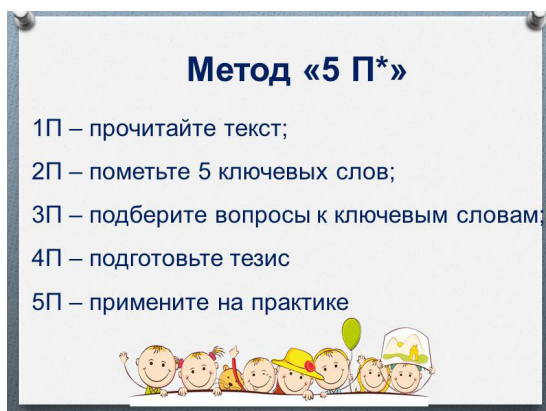 Метод «5 П*»
1П – прочитайте текст;
2П – пометьте 5 ключевых слов;
3П – подберите вопросы к ключевым словам;
4П – подготовьте тезис
5П – примените на практике